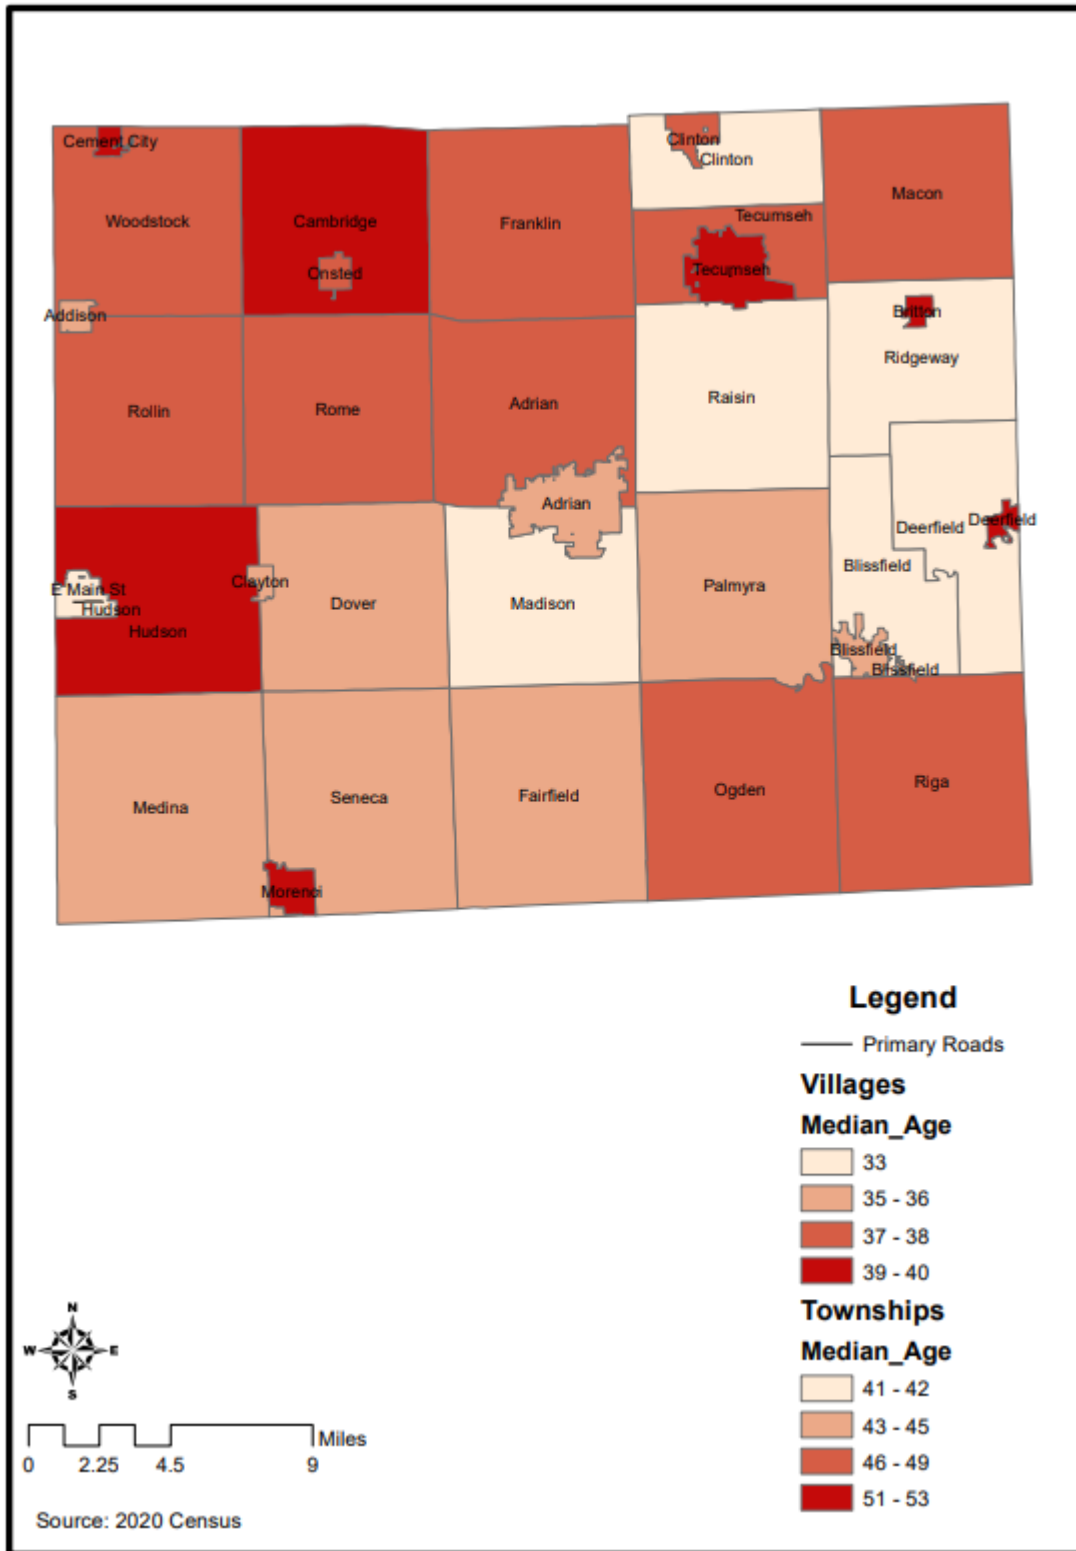 Cement City
Woodstock
Cambridge
Onsted
Franklin
Clinton
Clinton
Tecumseh
Tecumseh
Macon
Britton
Ridgeway
Addison
Rollin
Rome
Adrian
Raisin
Adrian
Deerfield
Deerfield
Blissfield
E Main St
Hudson
Hudson
Clayton
Dover
Madison
Palmyra
Blissfield
Blissfield
Medina
Seneca
Fairfield
Ogden
Riga
Morenci
Legend
Primary Roads
Villages
Median_Age
33
35 - 36
37 - 38
39 - 40
Townships
Median_Age
41 - 42
43 - 45
46 - 49
51 - 53
N
W E
S
Miles
0 2.25 4.5 9
Source: 2020 Census